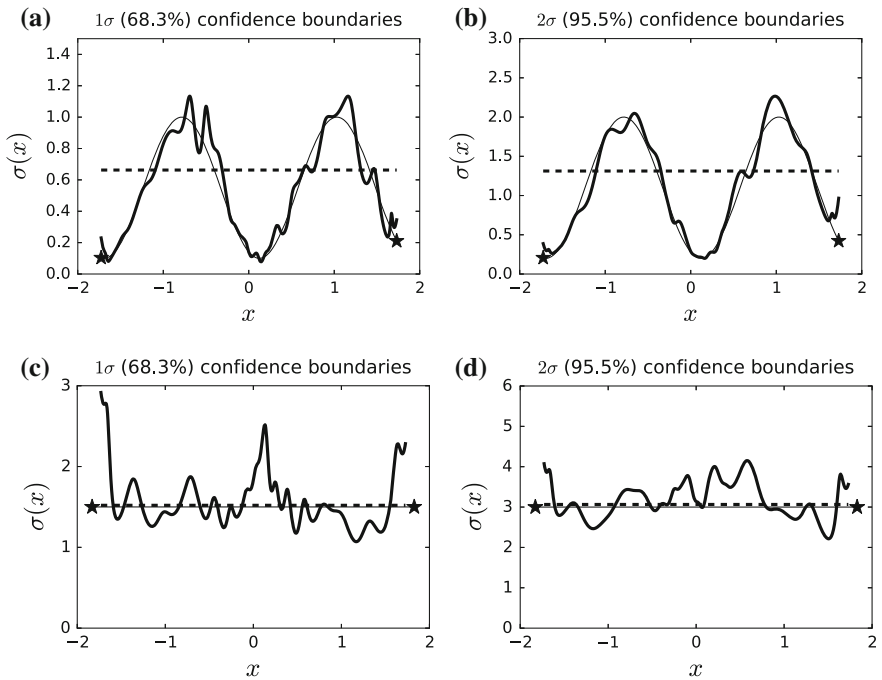 (a) 1σ (68.3%) confidence boundaries
1.4
1.2
1.0
0.8
0.6
0.4
0.2
0.0
σ(x)
−2 −1 0 1 2
x
(b) 2σ (95.5%) confidence boundaries
3.0
2.5
2.0
1.5
1.0
0.5
0.0
σ(x)
−2 −1 0 1 2
x
(c) 1σ (68.3%) confidence boundaries
3
2
1
0
σ(x)
−2 −1 0 1 2
x
(d) 2σ (95.5%) confidence boundaries
6
5
4
3
2
1
0
σ(x)
−2 −1 0 1 2
x